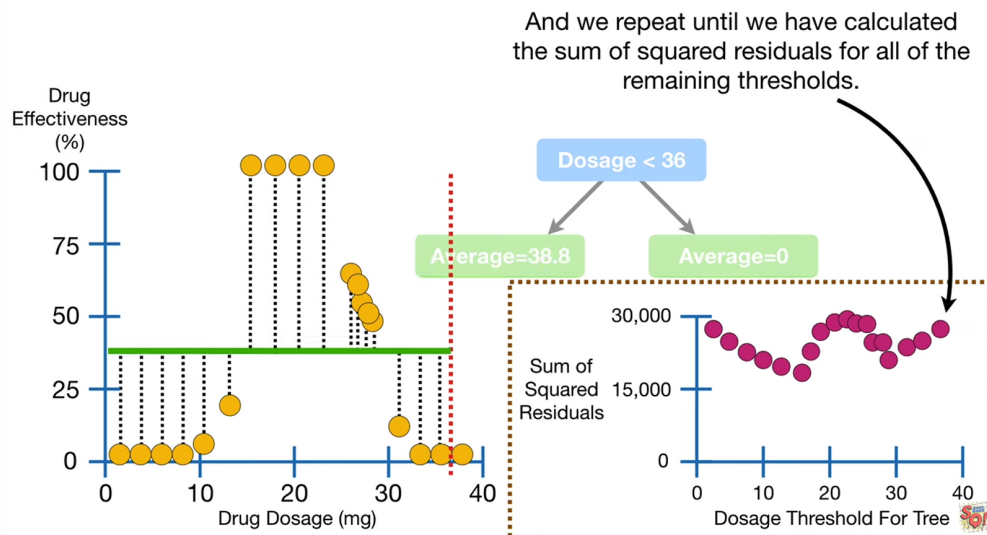 And we repeat until we have calculated
the sum of squared residuals for all of the
remaining thresholds.
Drug
Effectiveness
(%)
100
75
50
25
0
0
10
20
30
40
Drug Dosage (mg)
Dosage < 36
Average=38.8
Average=0
30,000
15,000
0
Sum of
Squared
Residuals
0
10
20
30
40
Dosage Threshold For Tree
SQ!